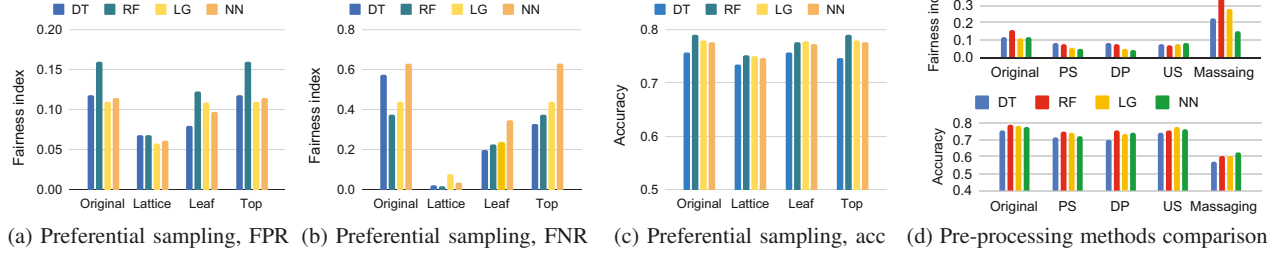 DT RF LG NN
Fairness index
0.20
0.15
0.10
0.05
0.00
Original Lattice Leaf Top
(a) Preferential sampling, FPR
DT RF LG NN
Fairness index
0.8
0.6
0.4
0.2
0.0
Original Lattice Leaf Top
(b) Preferential sampling, FNR
DT RF LG NN
Accuracy
0.8
0.7
0.6
0.5
Original Lattice Leaf Top
(c) Preferential sampling, acc
Fairness index
0.3
0.2
0.1
0.0
Original PS DP US Massaing
DT RF LG NN
Accuracy
0.8
0.7
0.6
0.5
0.4
Original PS DP US Massaging
(d) Pre-processing methods comparison